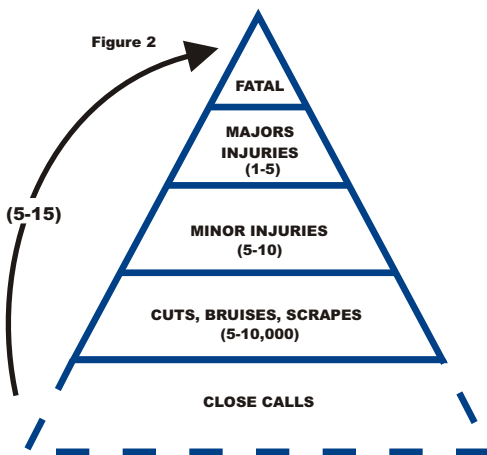 Figure 2
FATAL
MAJORS
INJURIES
(1-5)
(5-15)
MINOR INJURIES
(5-10)
CUTS, BRUISES, SCRAPES
(5-10,000)
CLOSE CALLS